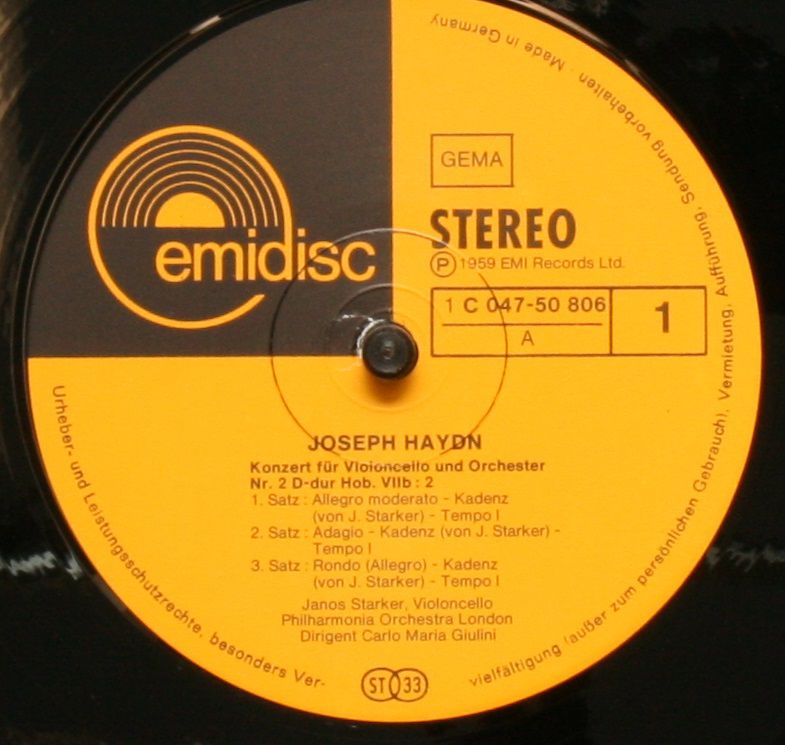 emidisc
GEMA
STEREO
Ⓟ 1959 EMI Records Ltd.
1 C 047-50 806
A
1
JOSEPH HAYDN
Konzert für Violoncello und Orchester
Nr. 2 D-dur Hob. VIIb : 2
1. Satz : Allegro moderato - Kadenz
(von J. Starker) - Tempo I
2. Satz : Adagio - Kadenz (von J. Starker) -
Tempo I
3. Satz : Rondo (Allegro) - Kadenz
(von J. Starker) - Tempo I
Janos Starker, Violoncello
Philharmonia Orchestra London
Dirigent Carlo Maria Giulini
ST 33
Urheber- und Leistungsschutzrechte, besonders Ver-
vielfältigung (außer zum persönlichen Gebrauch), Vermietung, Aufführung, Sendung vorbehalten · Made in Germany